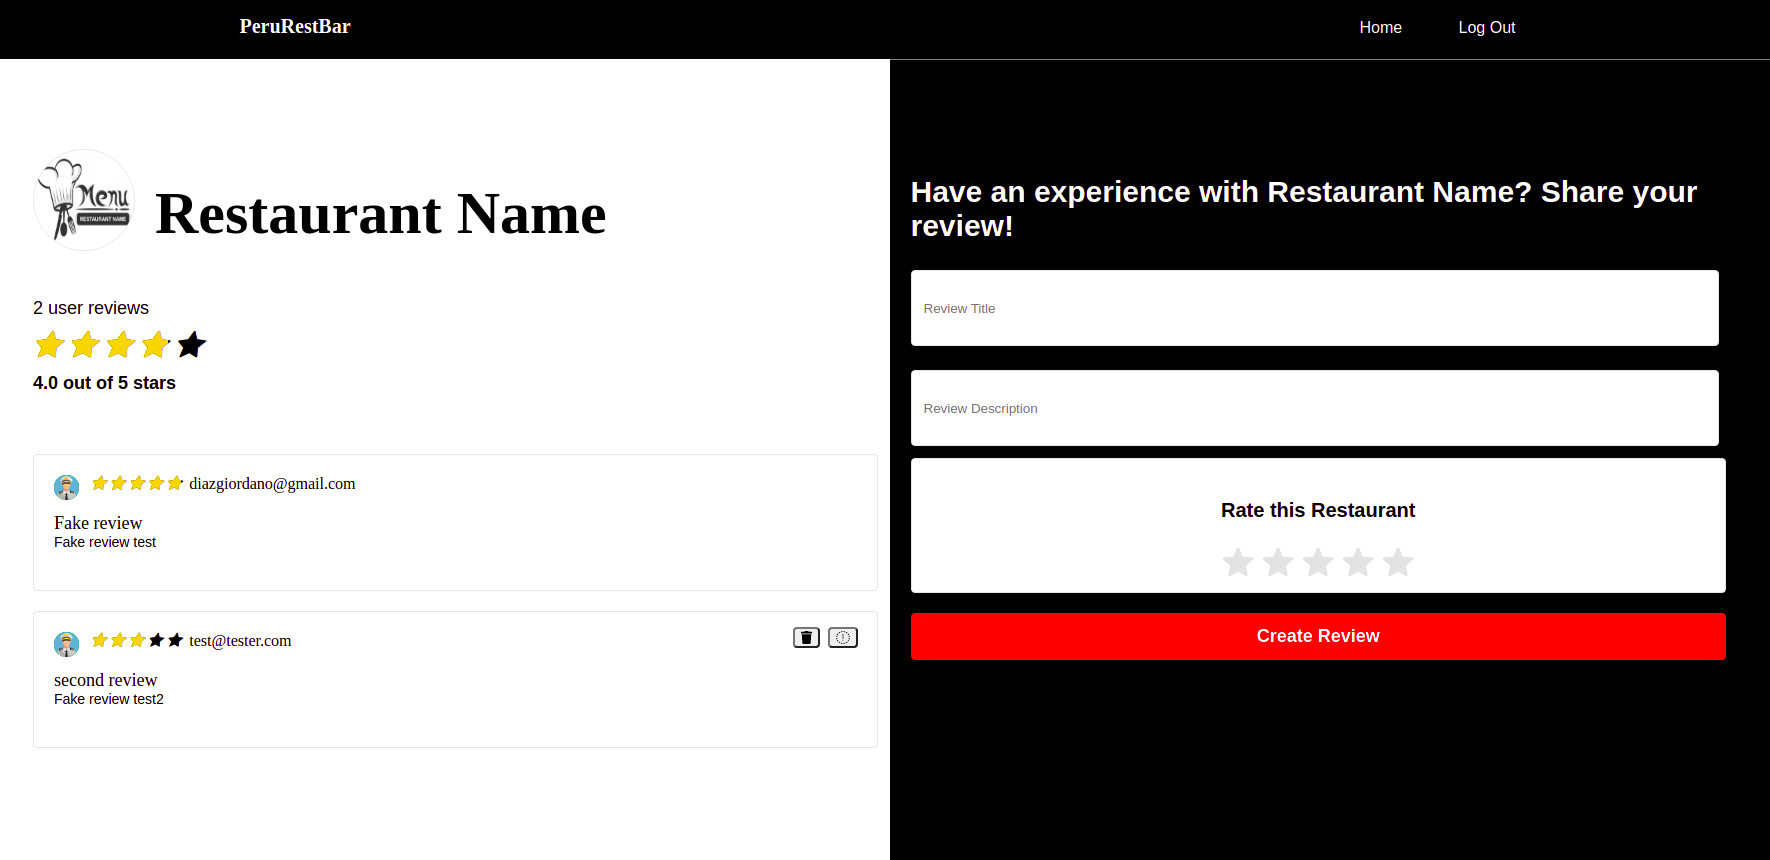 PeruRestBar
Home
Log Out
Menu
RESTAURANT NAME
Restaurant Name
2 user reviews
4.0 out of 5 stars
diazgiordano@gmail.com
Fake review
Fake review test
test@tester.com
second review
Fake review test2
Have an experience with Restaurant Name? Share your
review!
Review Title
Review Description
Rate this Restaurant
Create Review